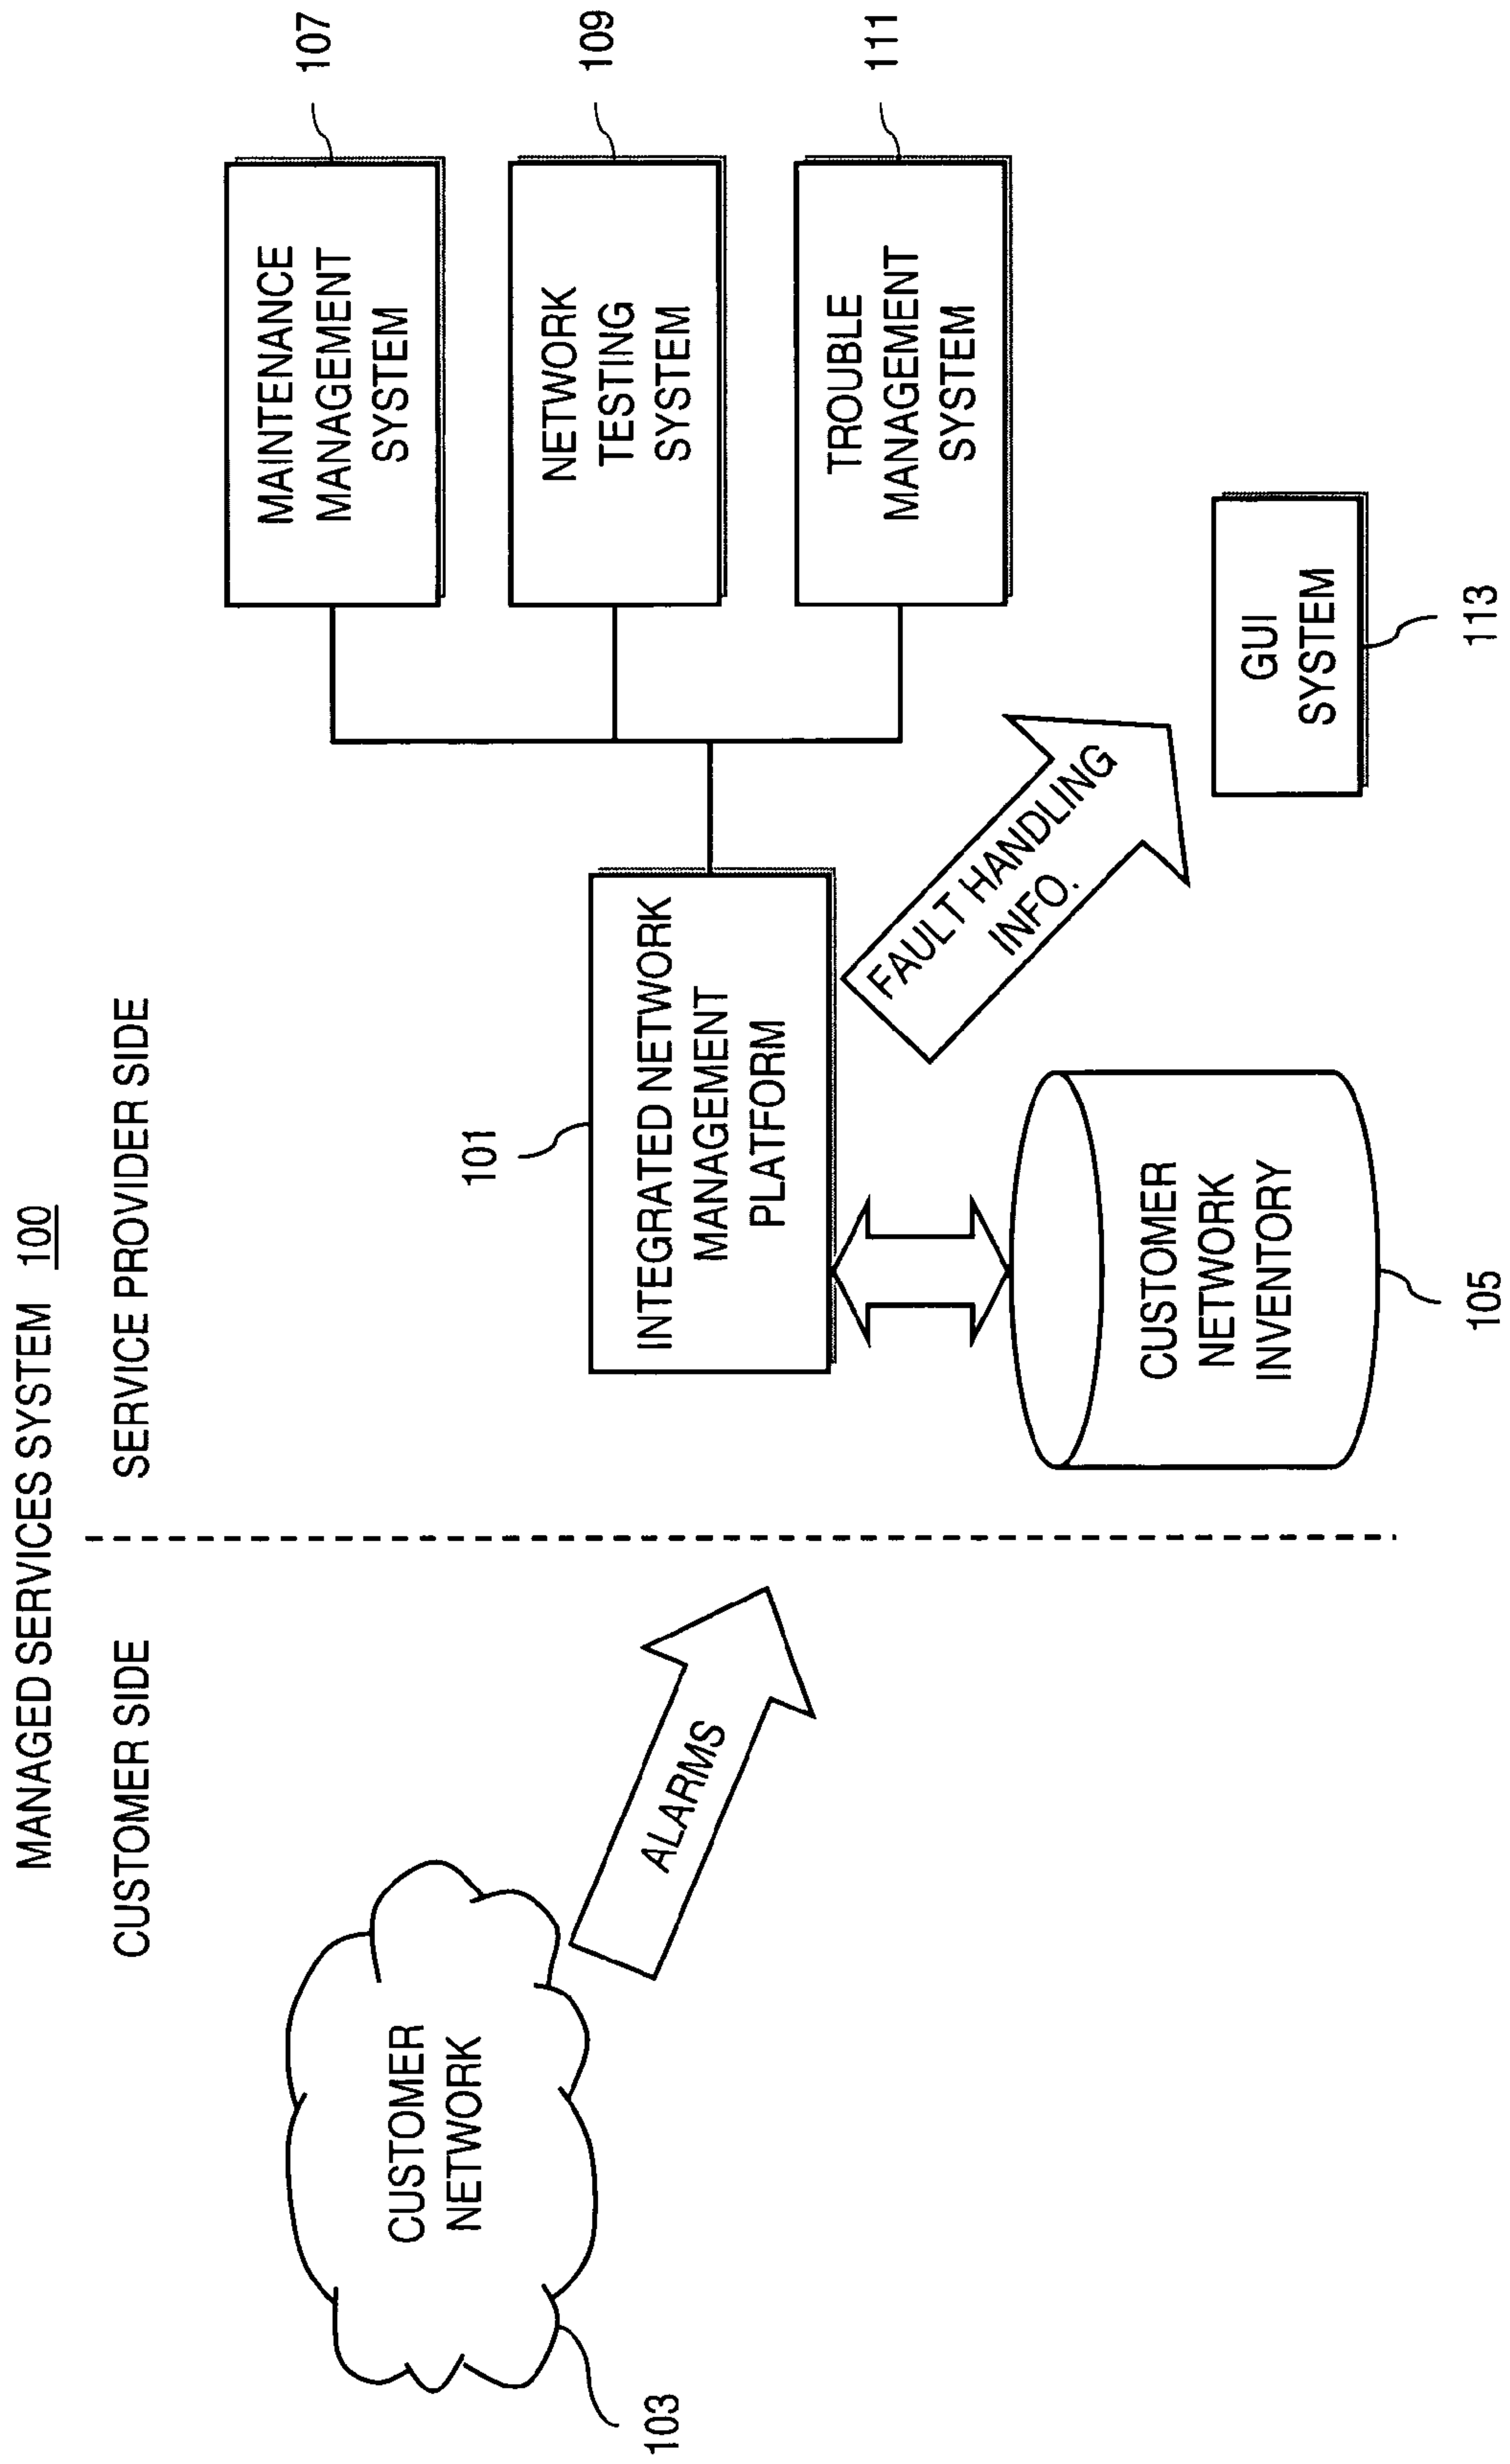 MANAGED SERVICES SYSTEM 100
CUSTOMER SIDE
SERVICE PROVIDER SIDE
CUSTOMER
NETWORK
103
ALARMS
101
INTEGRATED NETWORK
MANAGEMENT
PLATFORM
CUSTOMER
NETWORK
INVENTORY
105
FAULT HANDLING
INFO.
MAINTENANCE
MANAGEMENT
SYSTEM
107
NETWORK
TESTING
SYSTEM
109
TROUBLE
MANAGEMENT
SYSTEM
111
GUI
SYSTEM
113